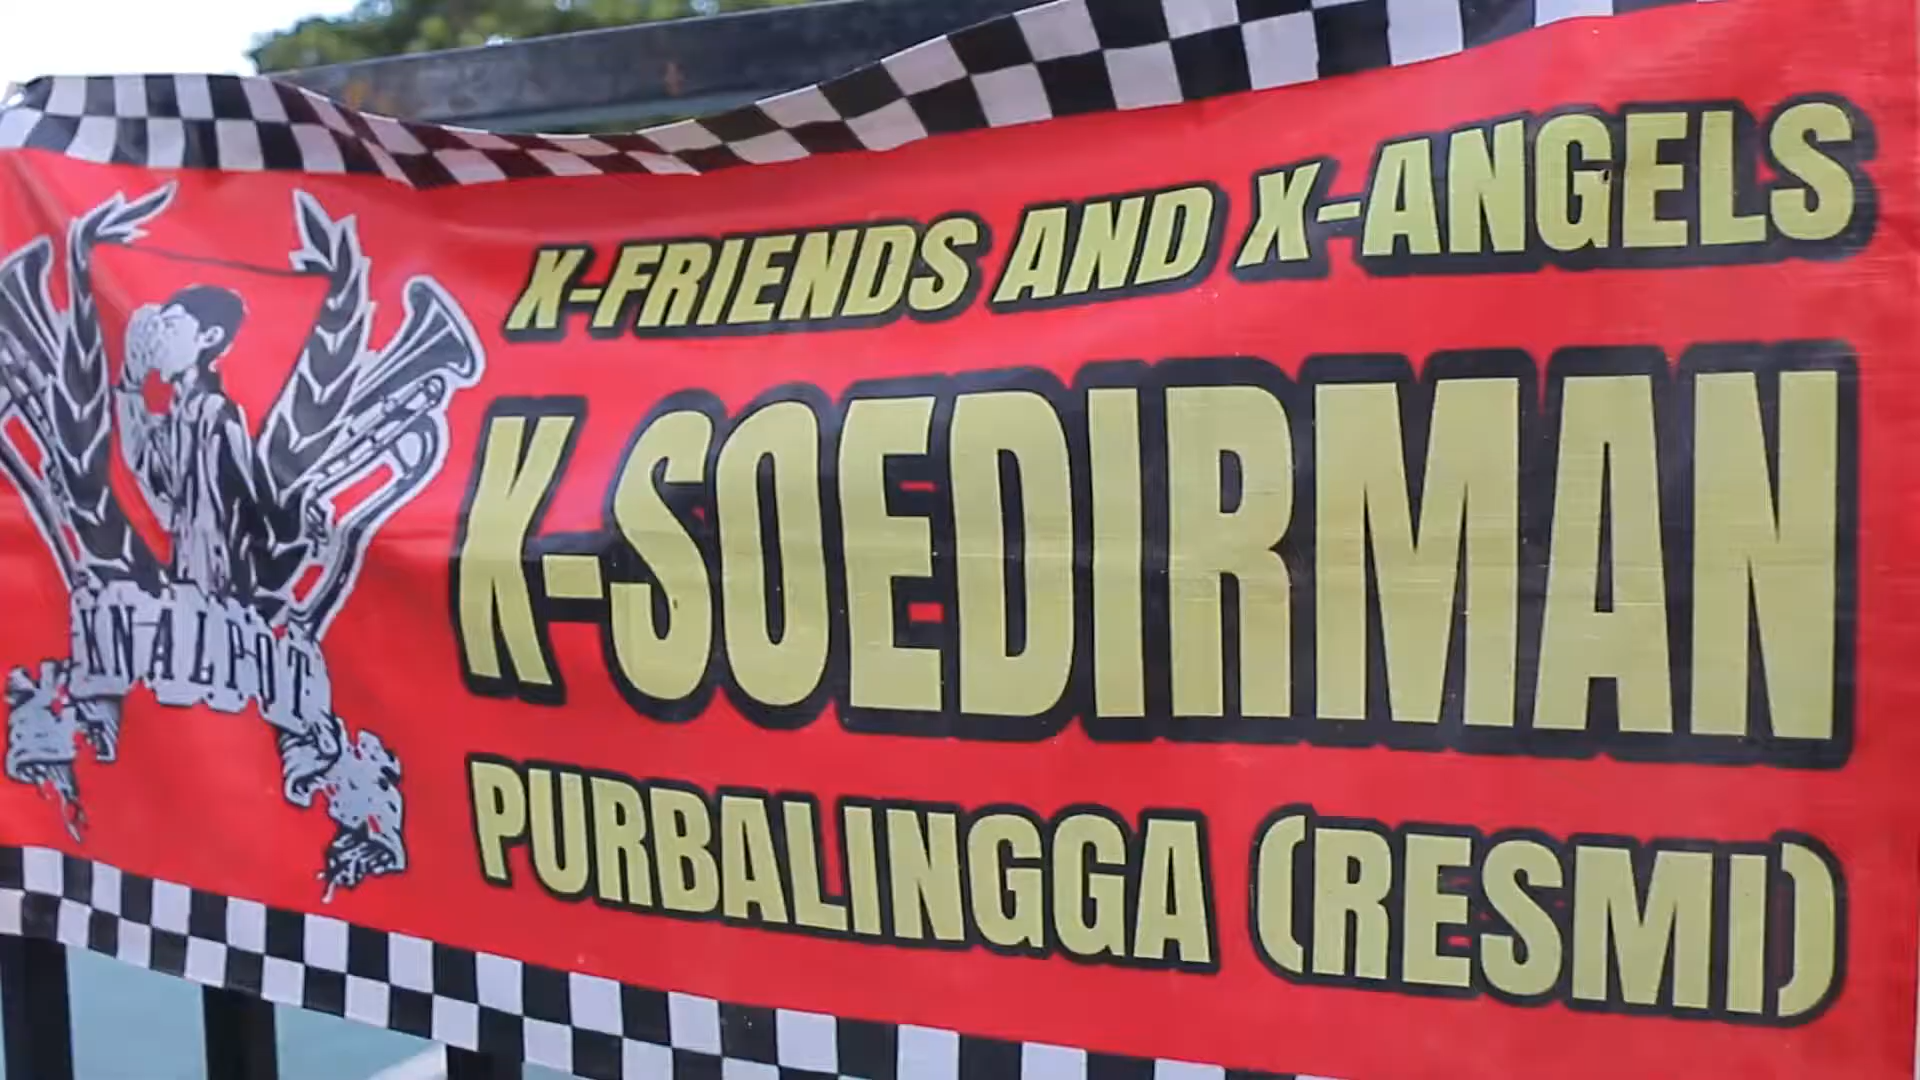 X-FRIENDS AND X-ANGELS
K-SOEDIRMAN
PURBALINGGA (RESMI)
KNALPOT